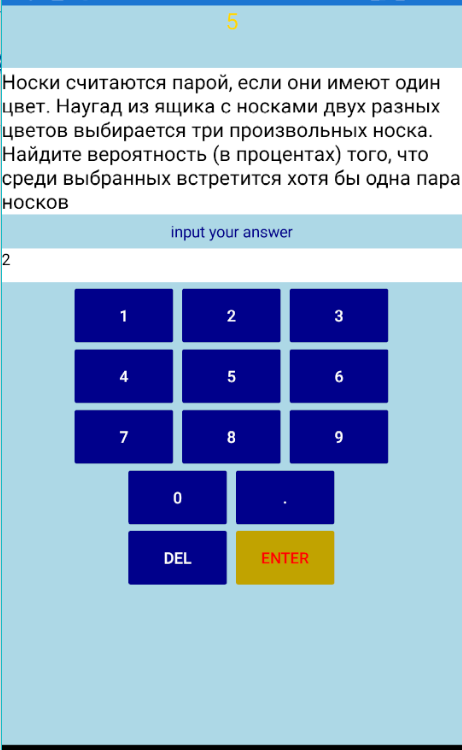 5
Носки считаются парой, если они имеют один
цвет. Наугад из ящика с носками двух разных
цветов выбирается три произвольных носка.
Найдите вероятность (в процентах) того, что
среди выбранных встретится хотя бы одна пара
носков
input your answer
2
1 2 3
4 5 6
7 8 9
0 .
DEL ENTER